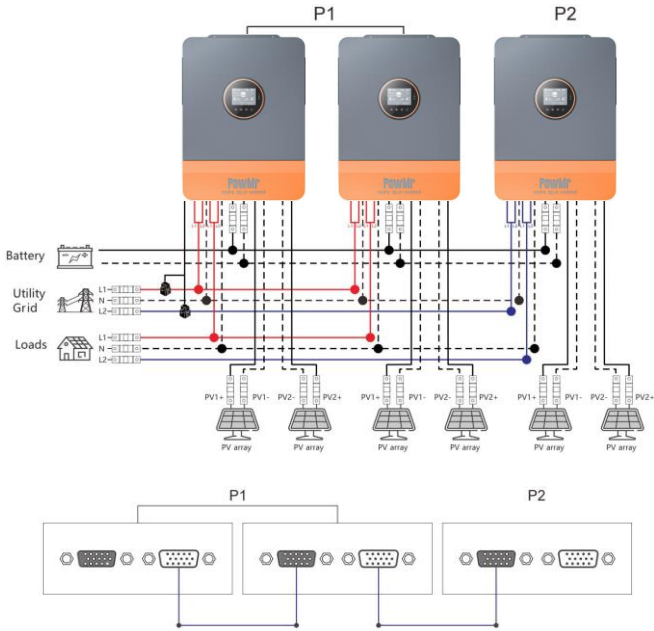 P1 P2
PowMr PowMr PowMr
Battery
Utility
Grid
L1
N
L2
Loads
L1
N
L2
PV1+ PV1- PV2- PV2+ PV1+ PV1- PV2- PV2+ PV1+ PV1- PV2- PV2+
PV array PV array PV array PV array PV array PV array
P1 P2